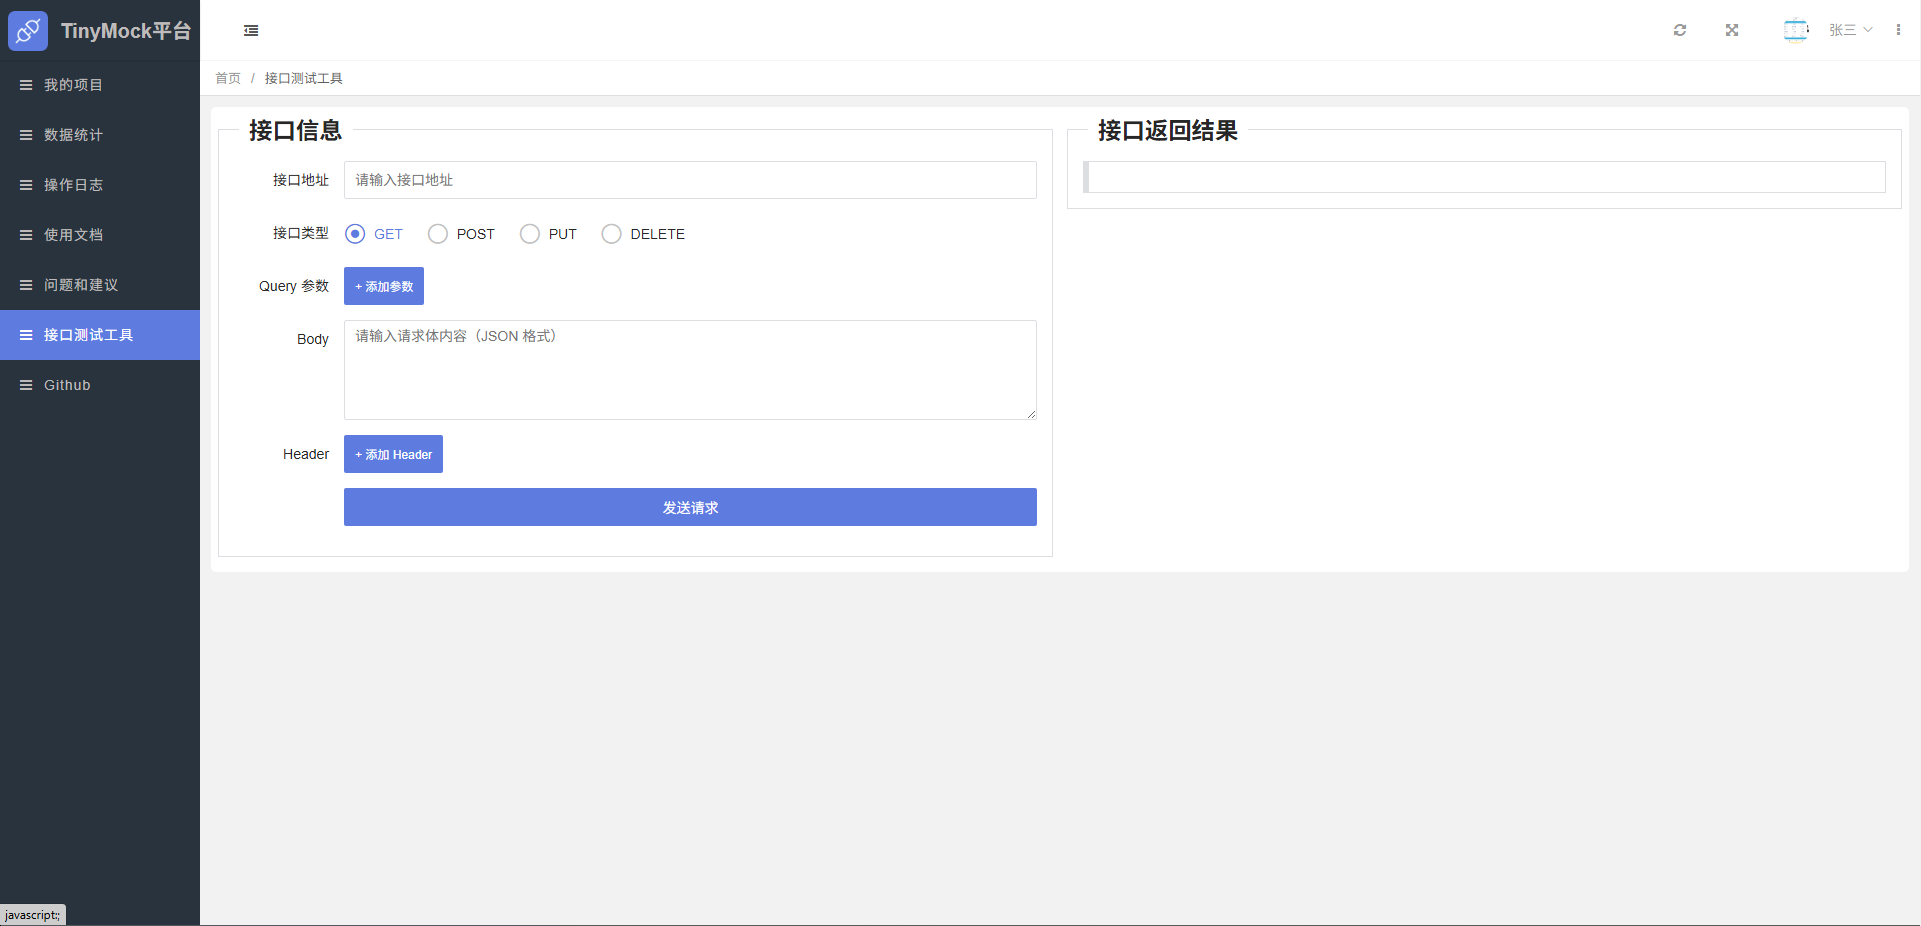 TinyMock平台
张三
首页 / 接口测试工具
我的项目
数据统计
操作日志
使用文档
问题和建议
接口测试工具
Github
接口信息
接口地址 请输入接口地址
接口类型 GET POST PUT DELETE
Query 参数 + 添加参数
Body 请输入请求体内容（JSON 格式）
Header + 添加 Header
发送请求
接口返回结果
javascript:;